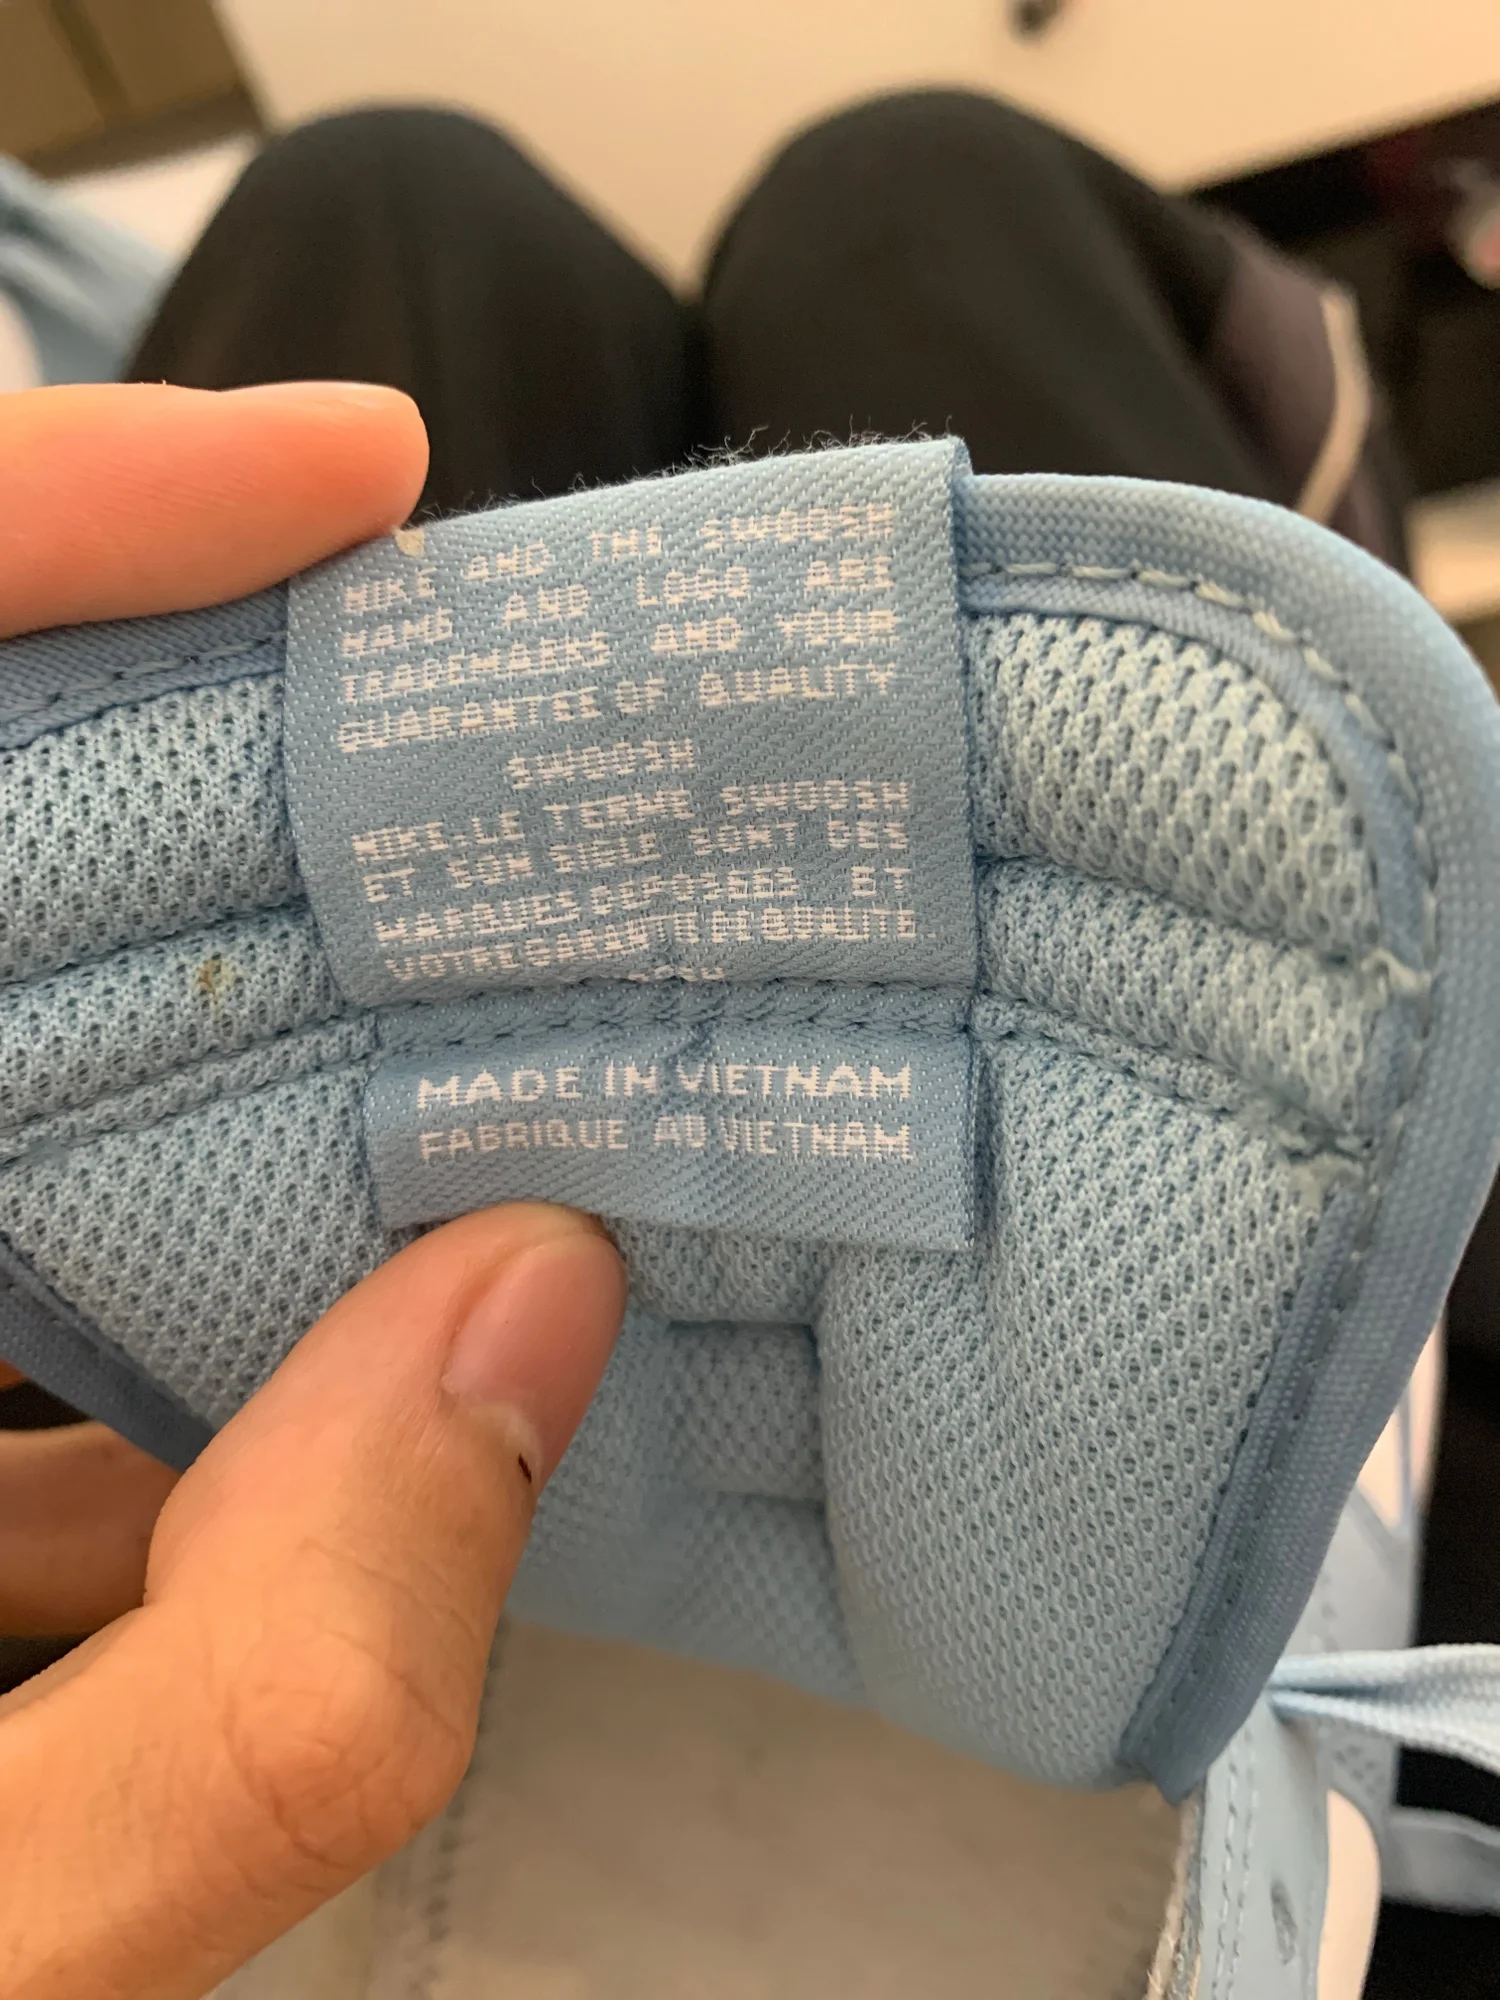 NIKE AND THE SWOOSH
NAME AND LOGO ARE
TRADEMARKS AND YOUR
GUARANTEE OF QUALITY
SWOOSH
NIKE-LE TERME SWOOSH
ET SON SIGLE SONT DES
MARQUES DEPOSEES ET
VOTRE GARANTIE DE QUALITE.
MADE IN VIETNAM
FABRIQUE AU VIETNAM